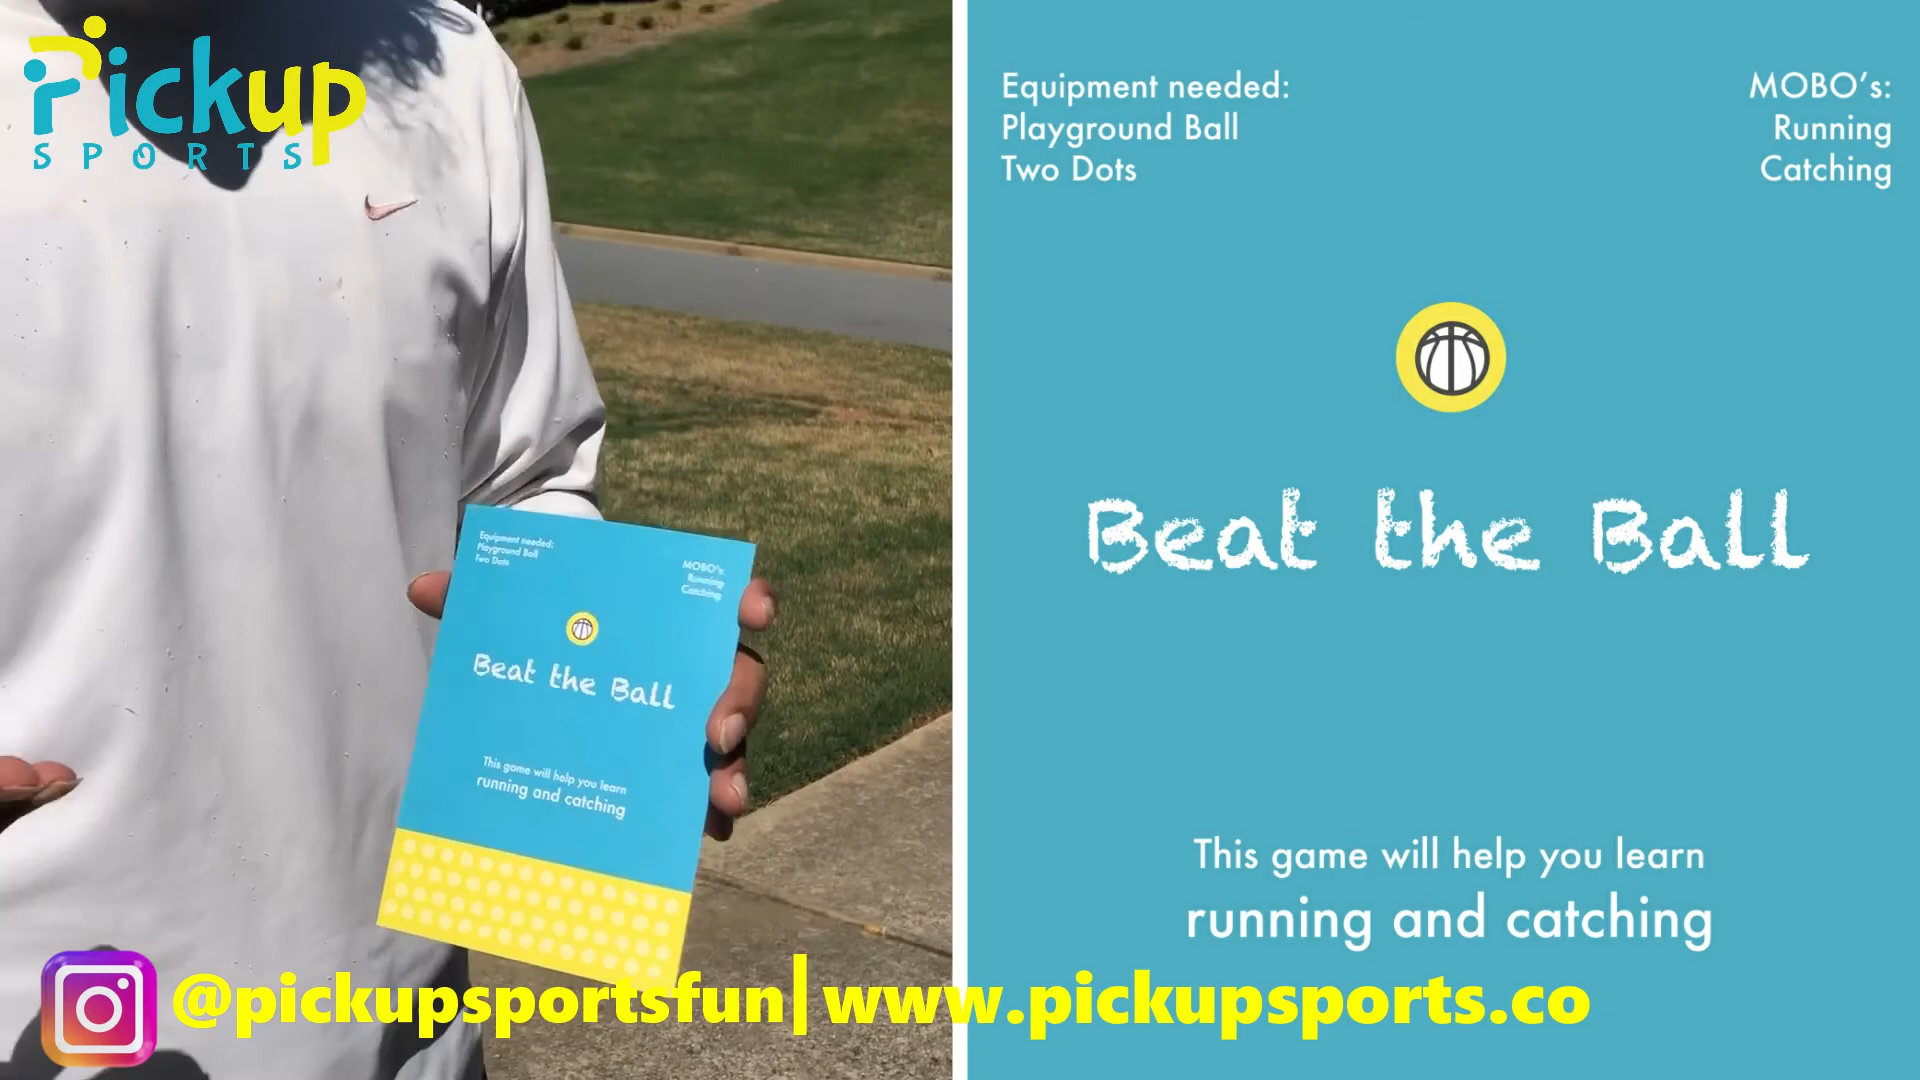 Pickup
SPORTS
Equipment needed:
Playground Ball
Two Dots
MOBO's:
Running
Catching
Beat the Ball
This game will help you learn
running and catching
Equipment needed:
Playground Ball
Two Dots
MOBO's:
Running
Catching
Beat the Ball
This game will help you learn
running and catching
@pickupsportsfun| www.pickupsports.co